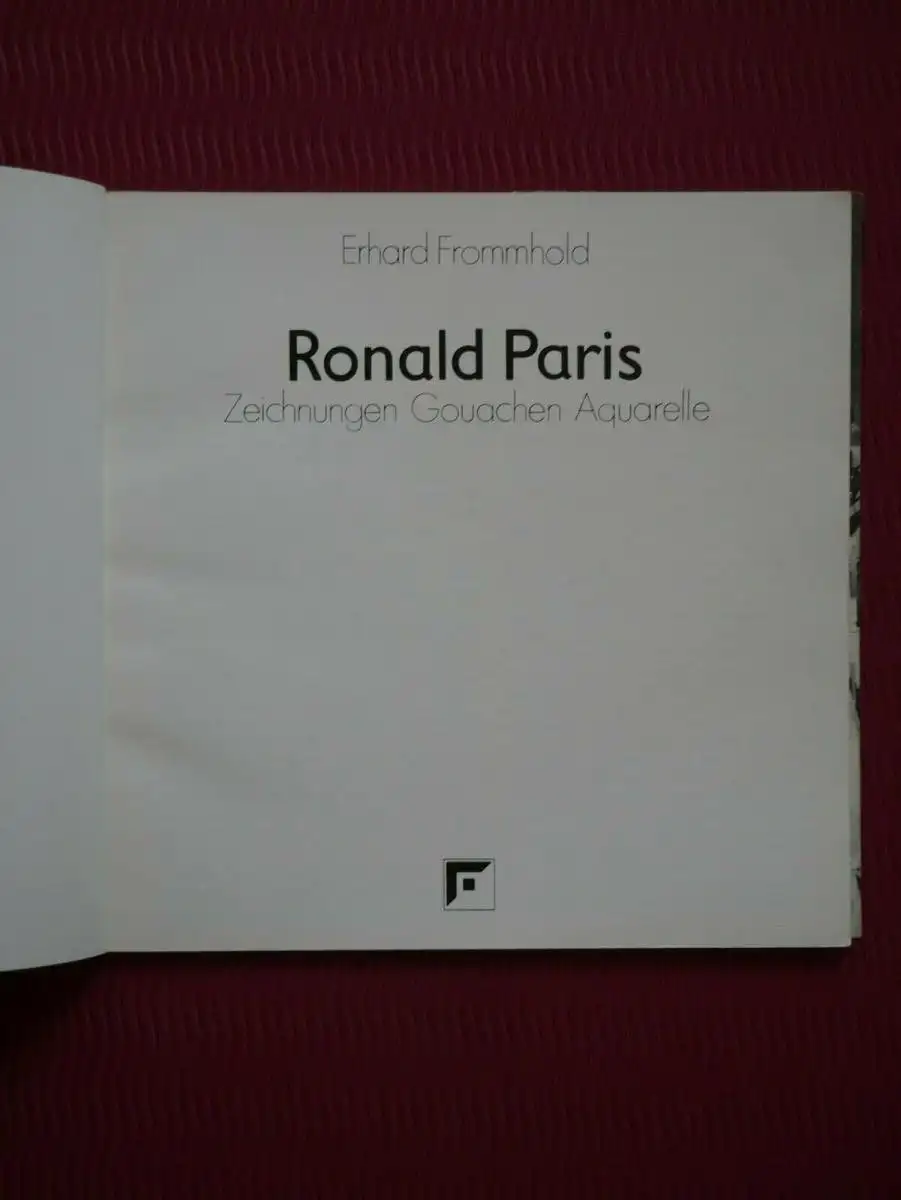 Erhard Frommhold
Ronald Paris
Zeichnungen Gouachen Aquarelle